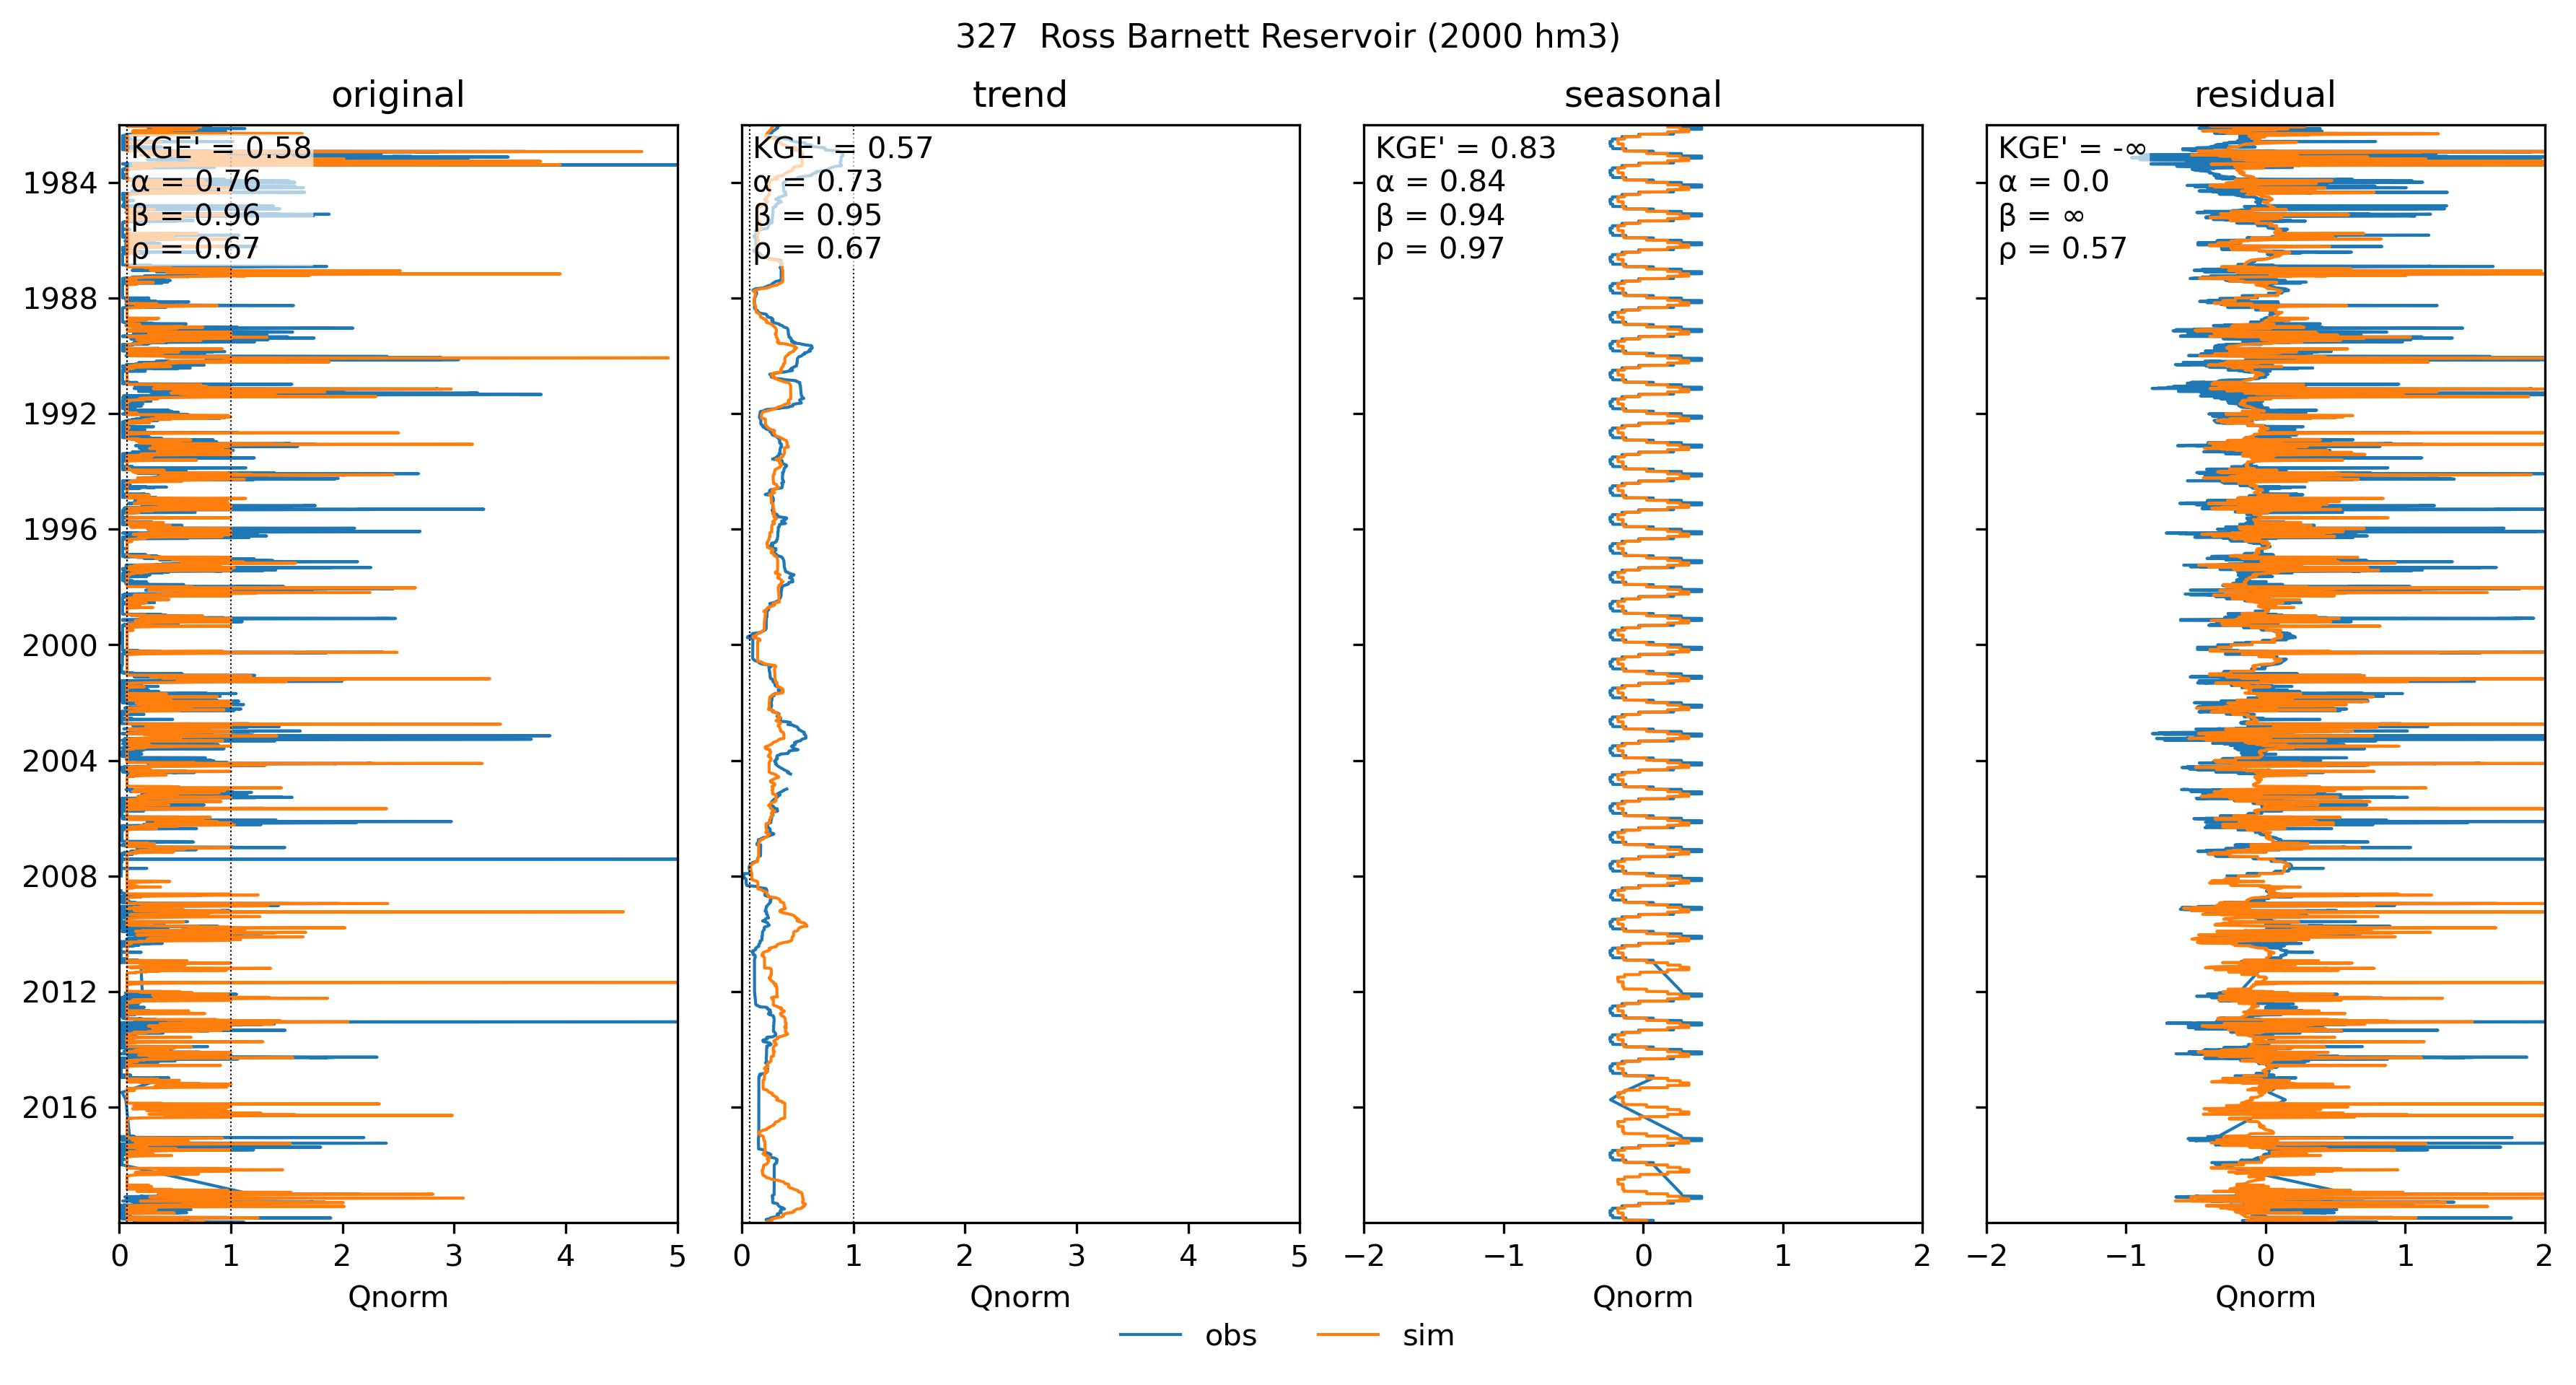 327  Ross Barnett Reservoir (2000 hm3)
original
trend
seasonal
residual
KGE' = 0.58
α = 0.76
β = 0.96
ρ = 0.67
KGE' = 0.57
α = 0.73
β = 0.95
ρ = 0.67
KGE' = 0.83
α = 0.84
β = 0.94
ρ = 0.97
KGE' = -∞
α = 0.0
β = ∞
ρ = 0.57
1984
1988
1992
1996
2000
2004
2008
2012
2016
0 1 2 3 4 5
0 1 2 3 4 5
−2 −1 0 1 2
−2 −1 0 1 2
Qnorm
Qnorm
Qnorm
Qnorm
obs
sim